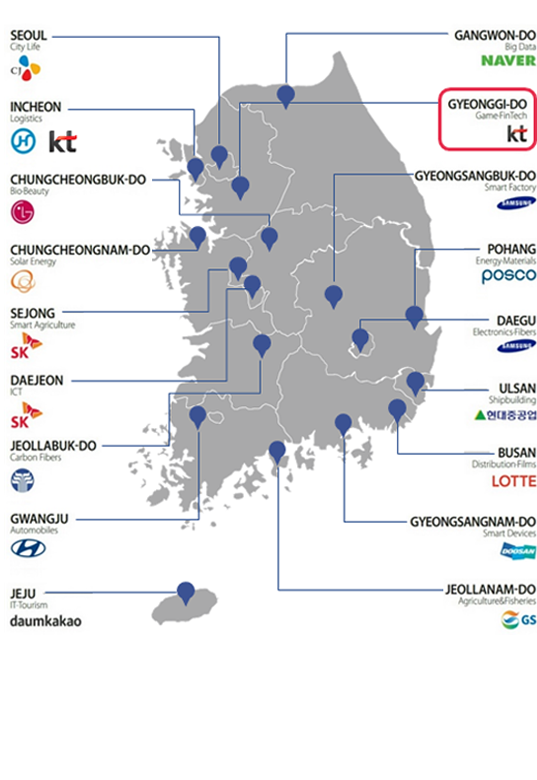 SEOUL
City Life
CJ
INCHEON
Logistics
H kt
CHUNGCHEONGBUK-DO
Bio·Beauty
LG
CHUNGCHEONGNAM-DO
Solar Energy
SEJONG
Smart Agriculture
SK
DAEJEON
ICT
SK
JEOLLABUK-DO
Carbon Fibers
GWANGJU
Automobiles
JEJU
IT·Tourism
daumkakao
GANGWON-DO
Big Data
NAVER
GYEONGGI-DO
Game·FinTech
kt
GYEONGSANGBUK-DO
Smart Factory
SAMSUNG
POHANG
Energy·Materials
posco
DAEGU
Electronics·Fibers
SAMSUNG
ULSAN
Shipbuilding
현대중공업
BUSAN
Distribution·Films
LOTTE
GYEONGSANGNAM-DO
Smart Devices
DOOSAN
JEOLLANAM-DO
Agriculture&Fisheries
GS